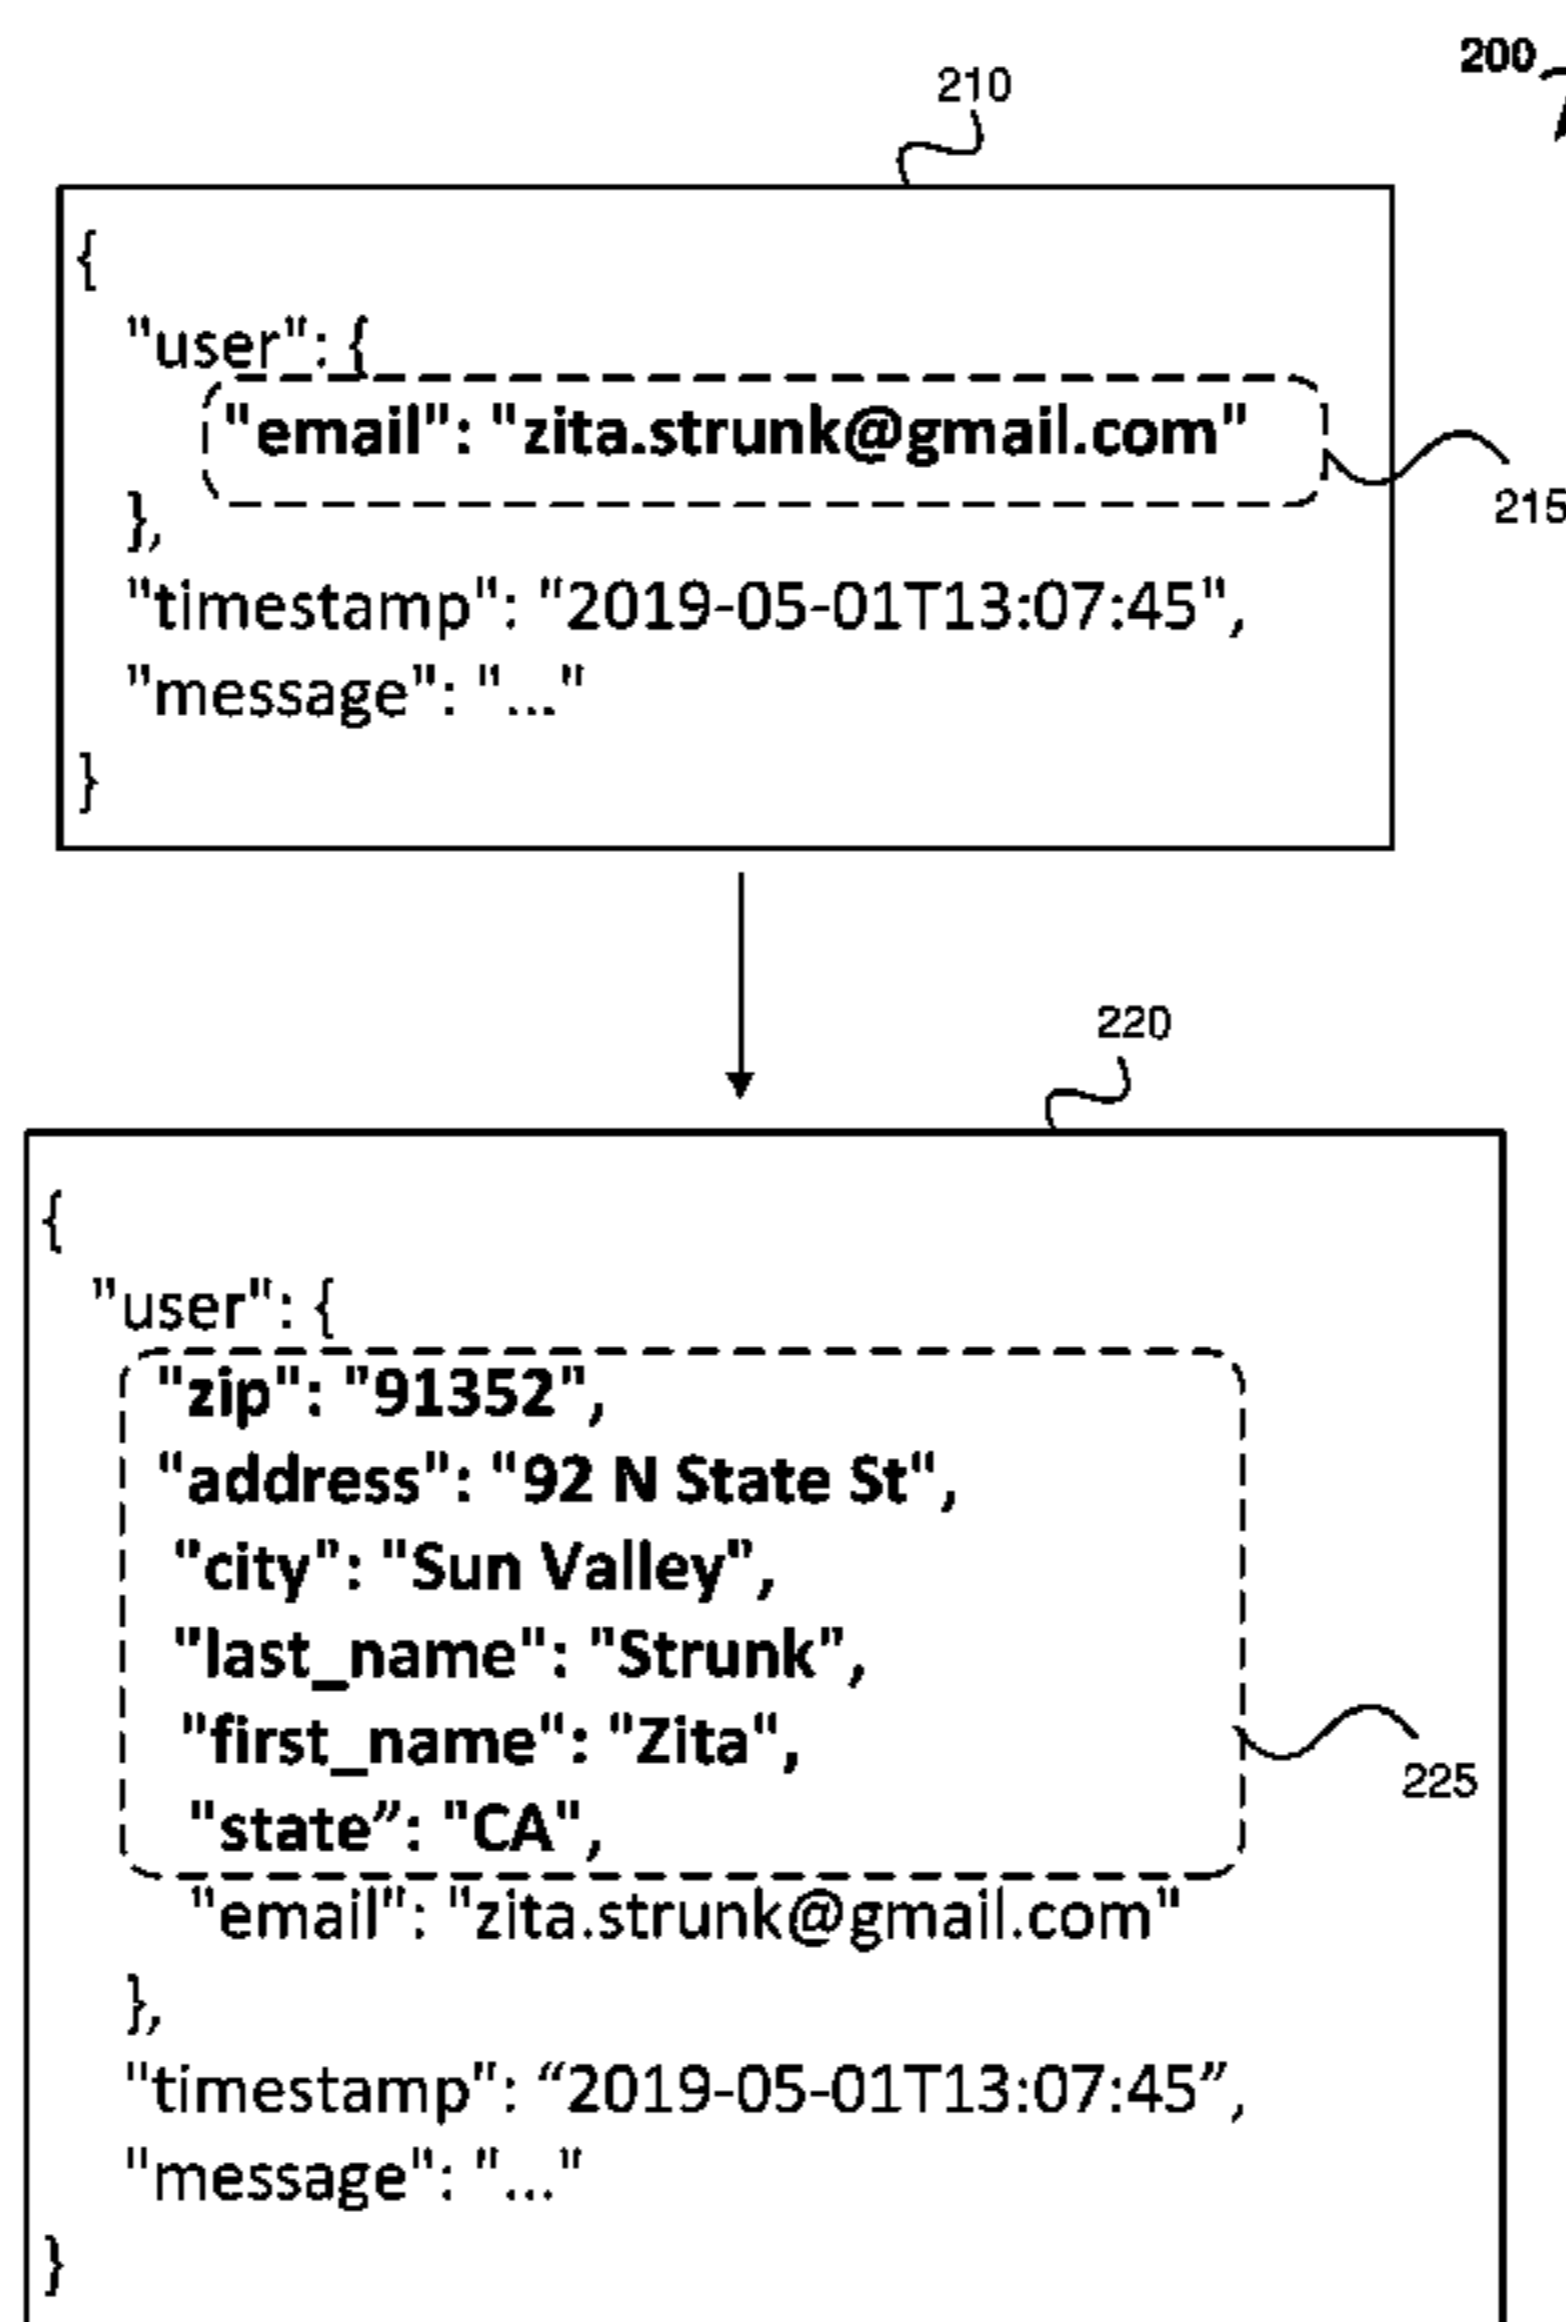 200
210
{
"user": {
"email": "zita.strunk@gmail.com"
215
},
"timestamp": "2019-05-01T13:07:45",
"message": "..."
}
220
{
"user": {
"zip": "91352",
"address": "92 N State St",
"city": "Sun Valley",
"last_name": "Strunk",
"first_name": "Zita",
225
"state”: "CA",
"email": "zita.strunk@gmail.com"
},
"timestamp": “2019-05-01T13:07:45”,
"message": "..."
}